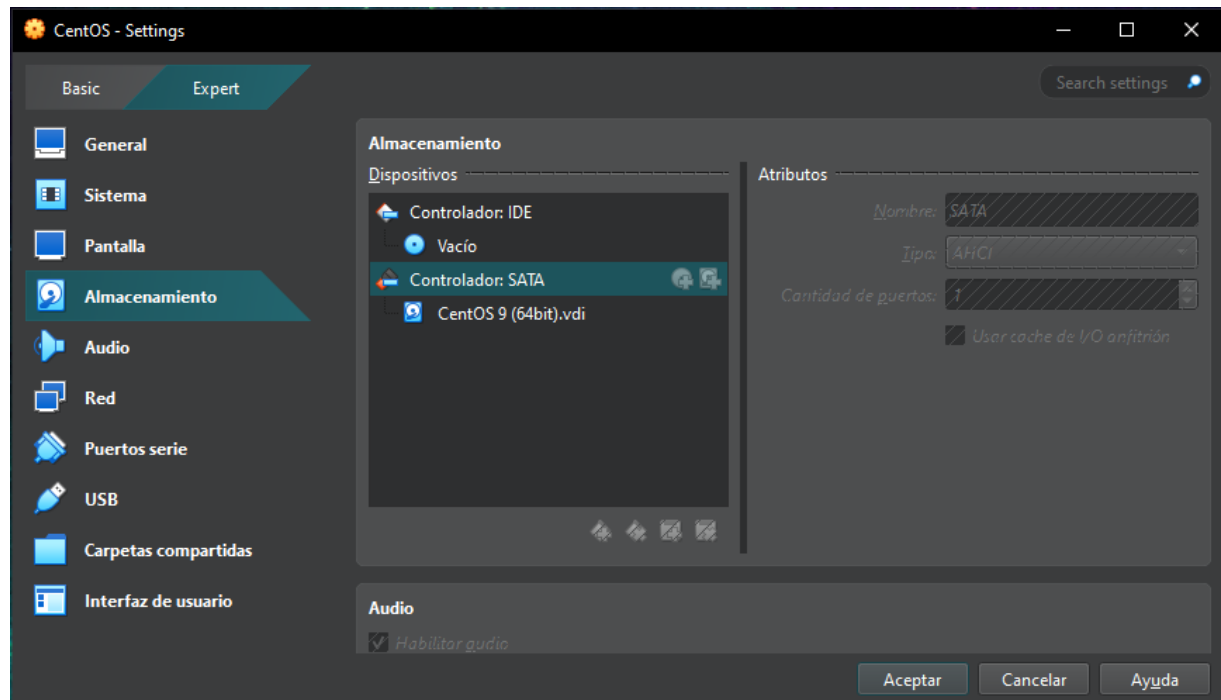 CentOS - Settings
Basic
Expert
Search settings
General
Sistema
Pantalla
Almacenamiento
Audio
Red
Puertos serie
USB
Carpetas compartidas
Interfaz de usuario
Almacenamiento
Dispositivos
Controlador: IDE
Vacío
Controlador: SATA
CentOS 9 (64bit).vdi
Atributos
Nombre: SATA
Tipo: AHCI
Cantidad de puertos: 1
Usar cache de I/O anfitrión
Audio
Habilitar audio
Aceptar
Cancelar
Ayuda